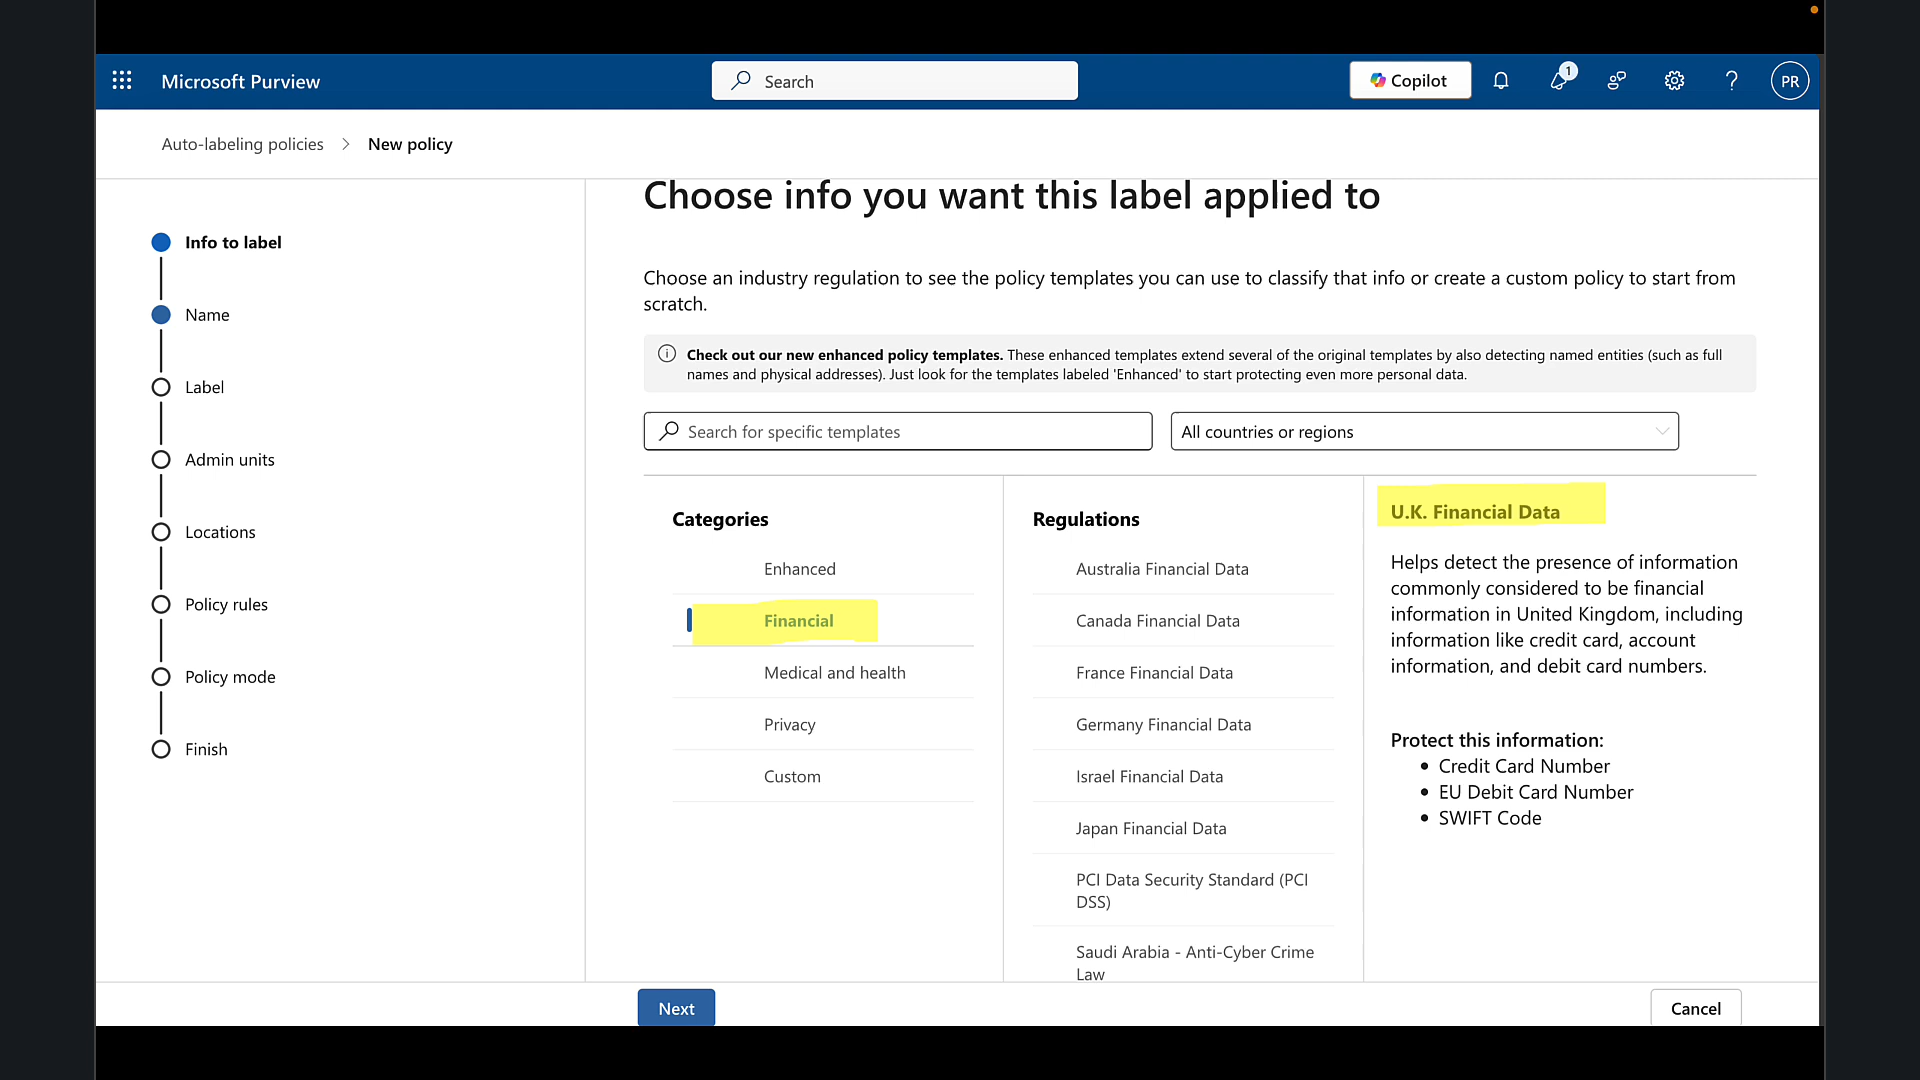 Microsoft Purview
Search
Copilot
1
?
PR
Auto-labeling policies > New policy
Info to label
Name
Label
Admin units
Locations
Policy rules
Policy mode
Finish
Choose info you want this label applied to
Choose an industry regulation to see the policy templates you can use to classify that info or create a custom policy to start from
scratch.
Check out our new enhanced policy templates. These enhanced templates extend several of the original templates by also detecting named entities (such as full
names and physical addresses). Just look for the templates labeled 'Enhanced' to start protecting even more personal data.
Search for specific templates
All countries or regions
Categories
Enhanced
Financial
Medical and health
Privacy
Custom
Regulations
Australia Financial Data
Canada Financial Data
France Financial Data
Germany Financial Data
Israel Financial Data
Japan Financial Data
PCI Data Security Standard (PCI
DSS)
Saudi Arabia - Anti-Cyber Crime
Law
U.K. Financial Data
Helps detect the presence of information
commonly considered to be financial
information in United Kingdom, including
information like credit card, account
information, and debit card numbers.
Protect this information:
• Credit Card Number
• EU Debit Card Number
• SWIFT Code
Next
Cancel